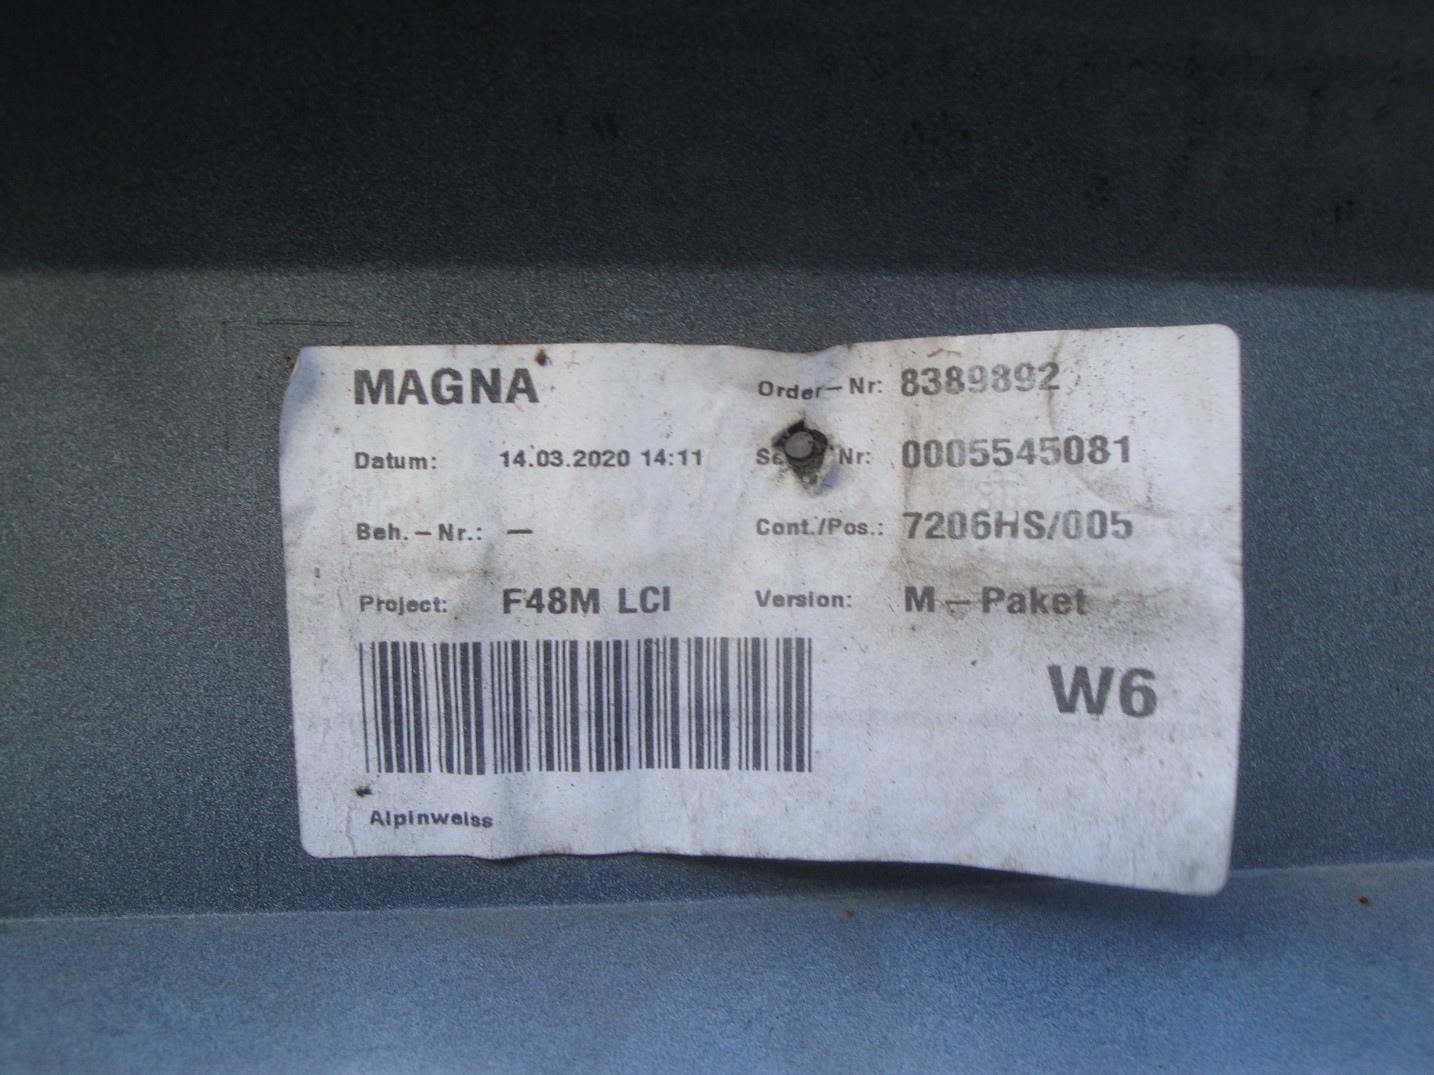 MAGNA Order-Nr: 8389892
Datum: 14.03.2020 14:11 Nr: 0005545081
Beh.-Nr.: - Cont./Pos.: 7206HS/005
Project: F48M LCI Version: M-Paket
W6
Alpinweiss